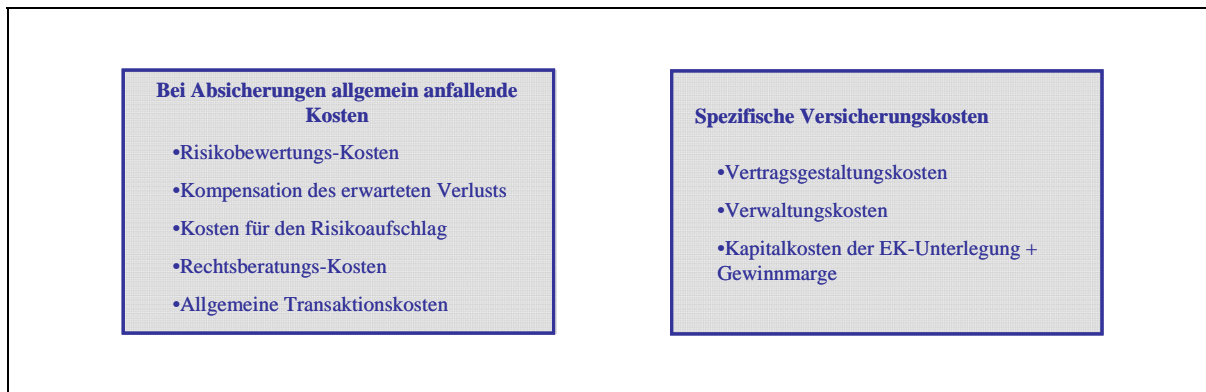 Bei Absicherungen allgemein anfallende
Kosten
•Risikobewertungs-Kosten
•Kompensation des erwarteten Verlusts
•Kosten für den Risikoaufschlag
•Rechtsberatungs-Kosten
•Allgemeine Transaktionskosten
Spezifische Versicherungskosten
•Vertragsgestaltungskosten
•Verwaltungskosten
•Kapitalkosten der EK-Unterlegung +
Gewinnmarge